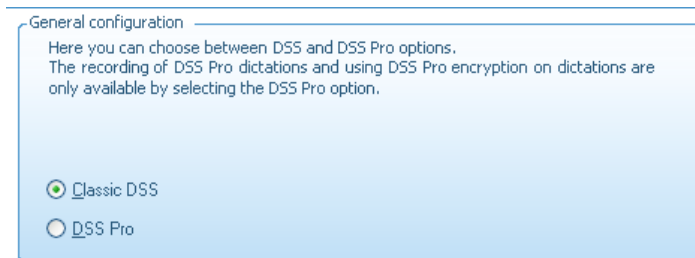 General configuration
Here you can choose between DSS and DSS Pro options.
The recording of DSS Pro dictations and using DSS Pro encryption on dictations are
only available by selecting the DSS Pro option.
Classic DSS
DSS Pro